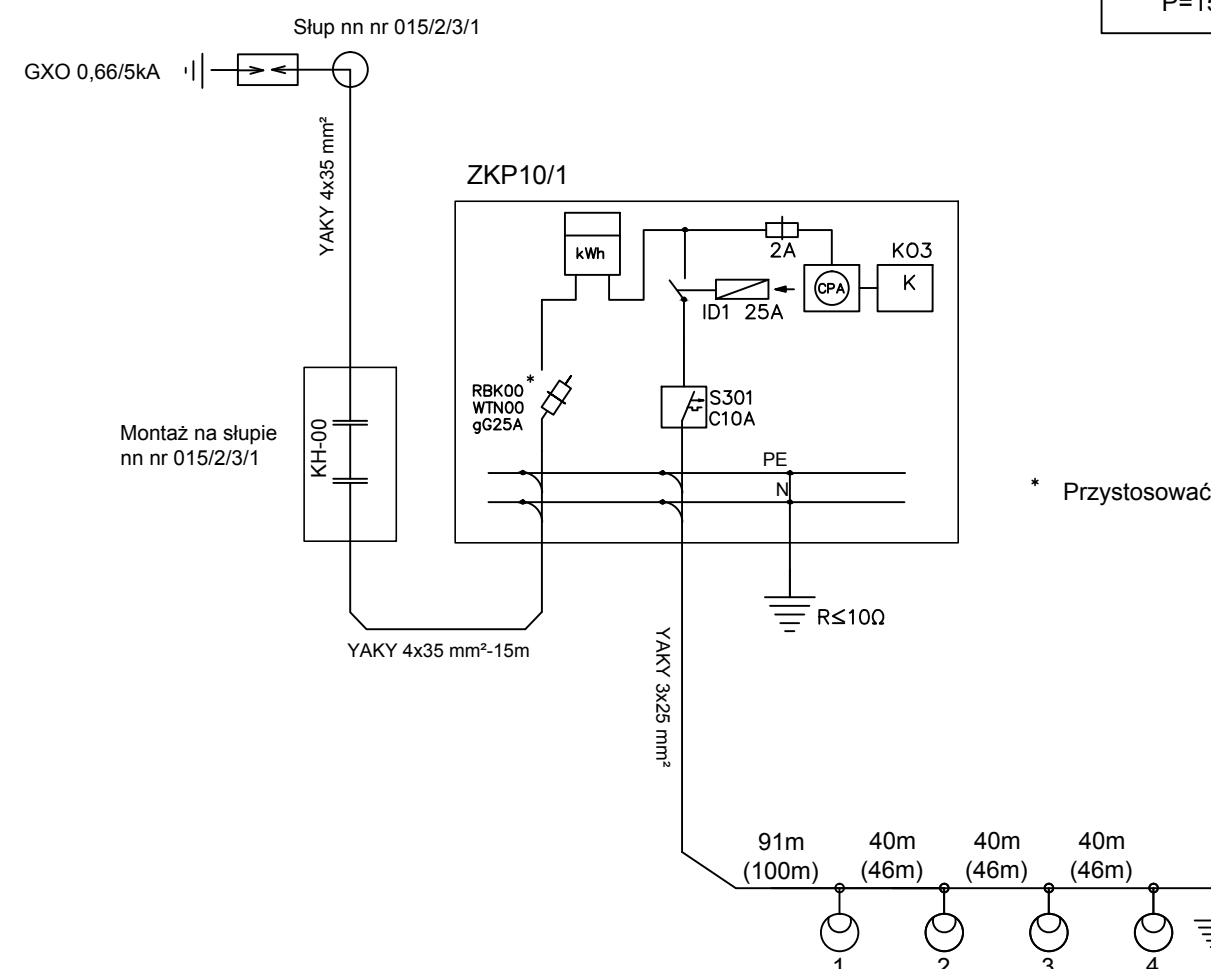 P=15
Słup nn nr 015/2/3/1
GXO 0,66/5kA
YAKY 4x35 mm²
ZKP10/1
kWh
2A
K03
CPA
K
ID1 25A
RBK00 *
WTN00
gG25A
S301
C10A
Montaż na słupie
nn nr 015/2/3/1
KH-00
PE
N
* Przystosować
R≤10Ω
YAKY 4x35 mm²-15m
YAKY 3x25 mm²
91m 40m 40m 40m
(100m) (46m) (46m) (46m)
1 2 3 4